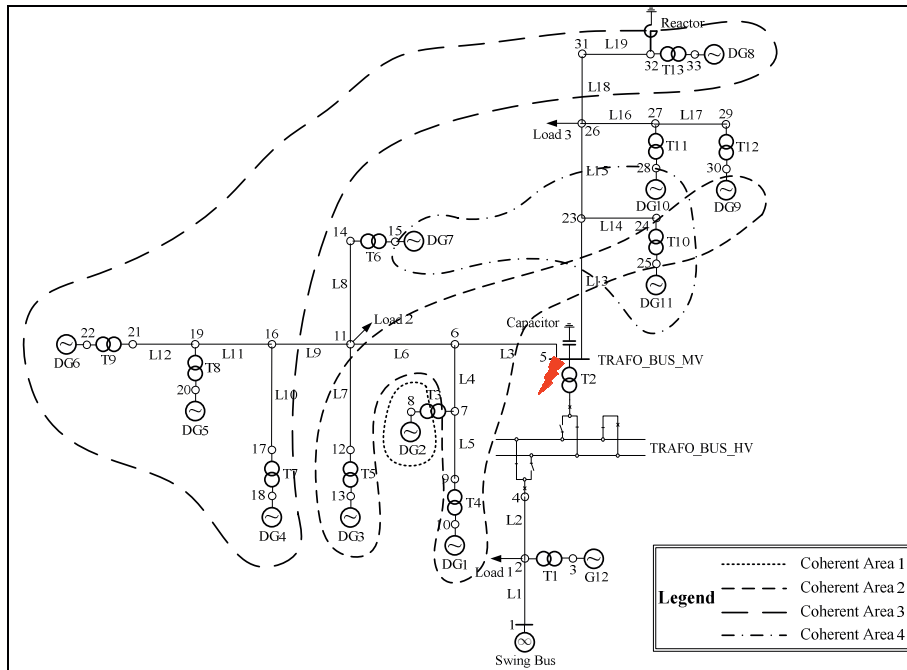 Reactor
31
L19
32
T13
33
DG8
L18
L16
27
L17
29
Load 3
26
T11
T12
L15
28
30
DG10
DG9
23
L14
24
T10
14
15
DG7
T6
25
L13
DG11
L8
Load 2
Capacitor
22
21
19
16
11
6
5
TRAFO_BUS_MV
DG6
T9
L12
L11
L9
L6
L3
T8
T2
20
L10
L7
L4
T3
8
7
DG5
DG2
TRAFO_BUS_HV
17
12
L5
T7
T5
9
18
13
T4
4
10
L2
DG4
DG3
DG1
Load 1
2
T1
3
G12
L1
1
Swing Bus
Legend
Coherent Area 1
Coherent Area 2
Coherent Area 3
Coherent Area 4